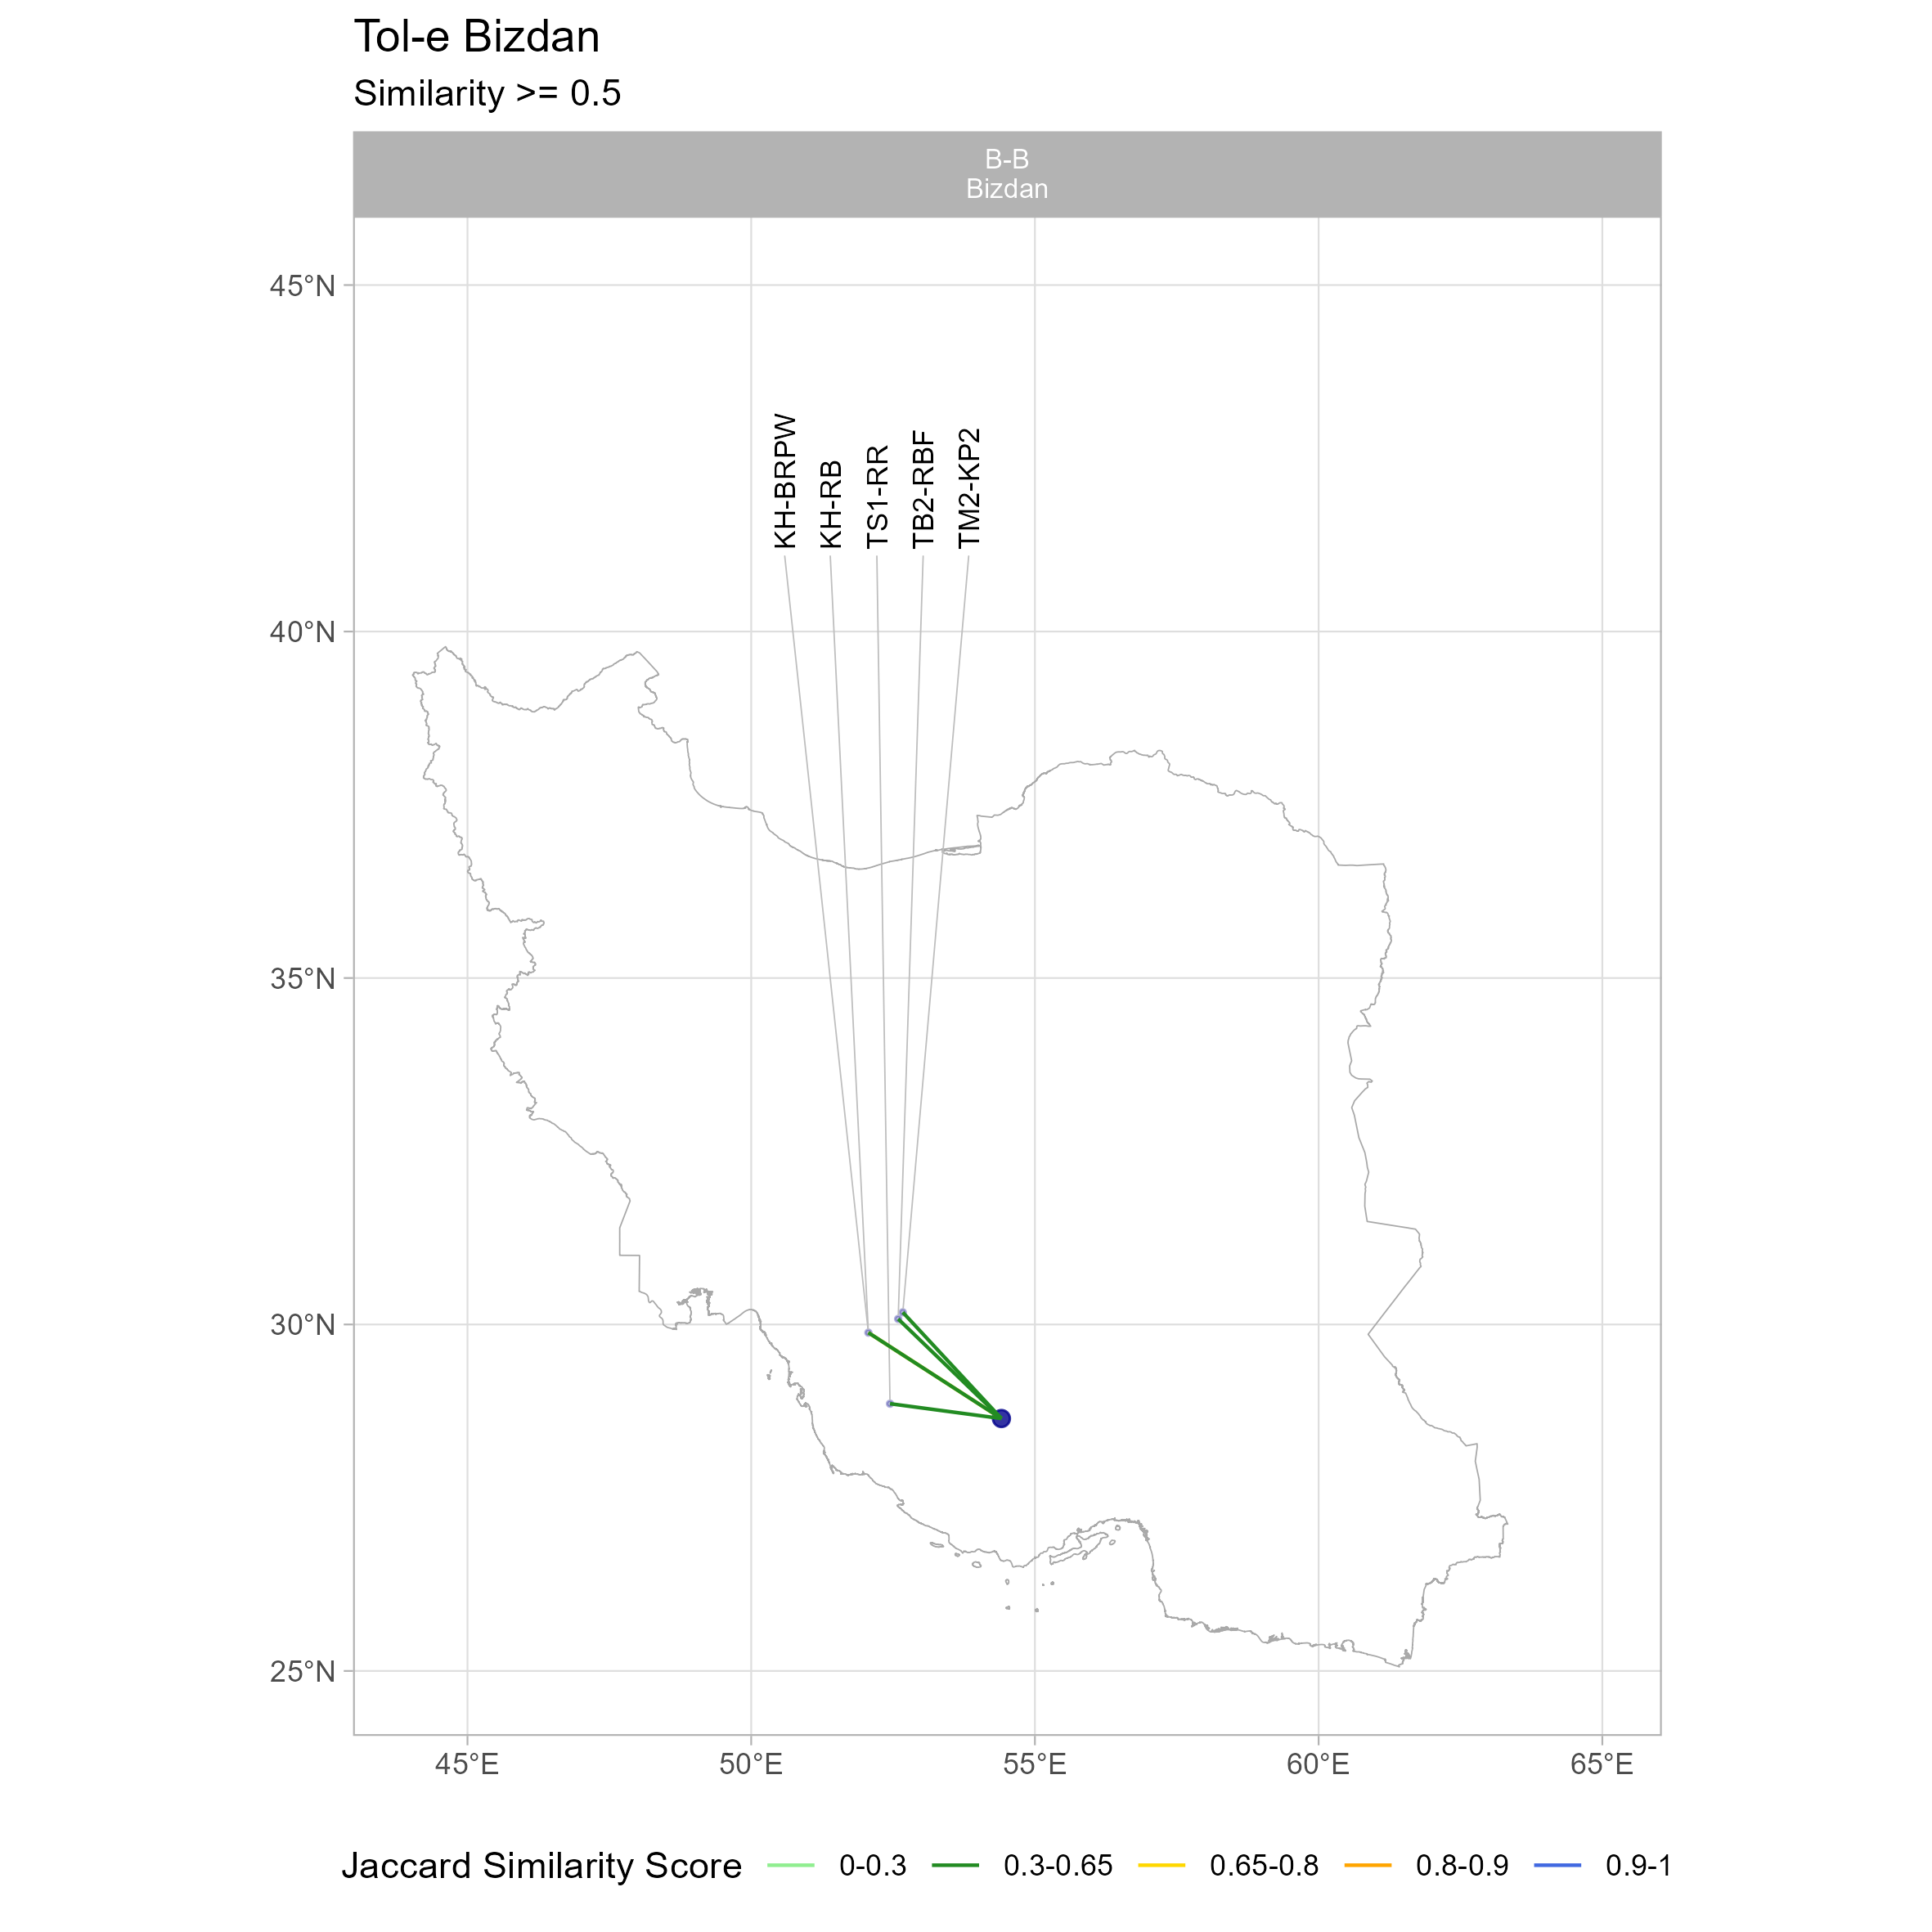 Tol-e Bizdan
Similarity >= 0.5
B-B
Bizdan
45°N
40°N
35°N
30°N
25°N
KH-BRPW
KH-RB
TS1-RR
TB2-RBF
TM2-KP2
45°E
50°E
55°E
60°E
65°E
Jaccard Similarity Score 0-0.3 0.3-0.65 0.65-0.8 0.8-0.9 0.9-1